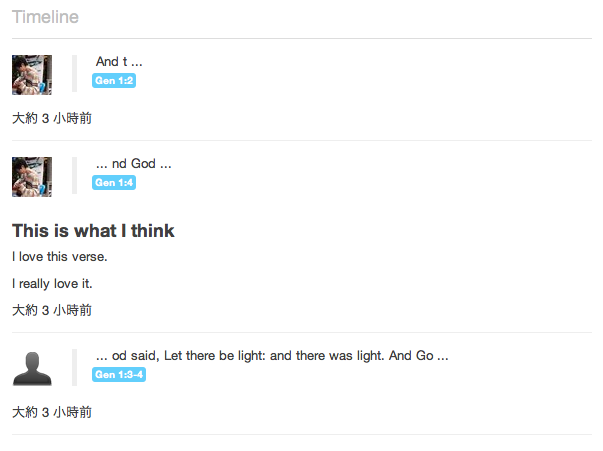 Timeline
And t ...
Gen 1:2
大約 3 小時前
... nd God ...
Gen 1:4
This is what I think
I love this verse.
I really love it.
大約 3 小時前
... od said, Let there be light: and there was light. And Go ...
Gen 1:3-4
大約 3 小時前